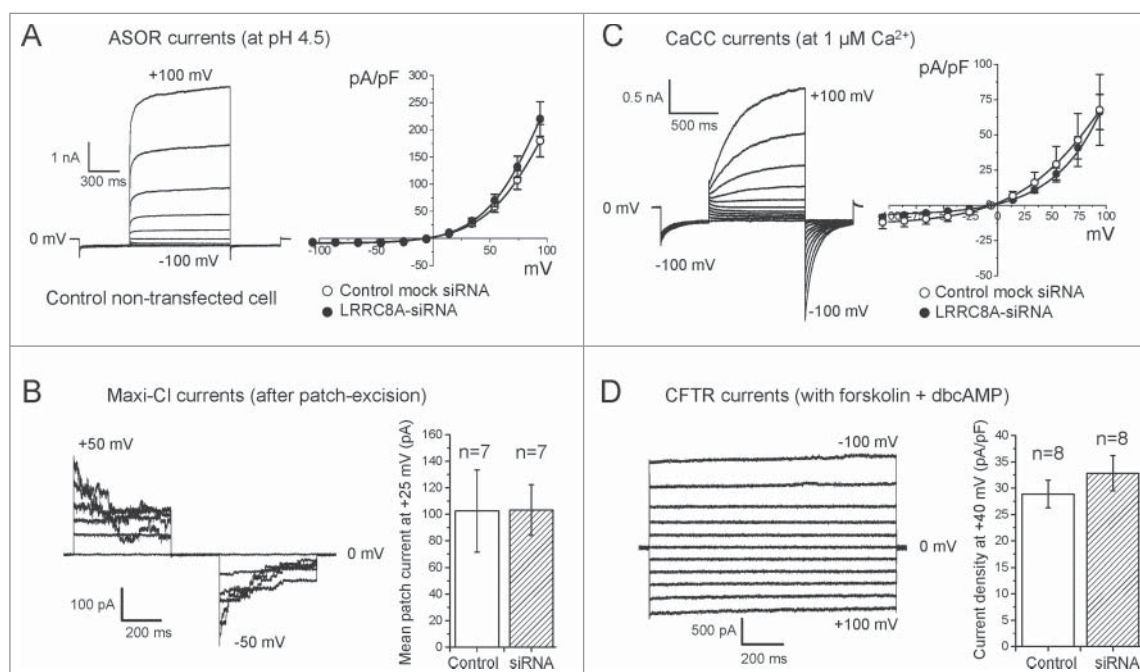 A ASOR currents (at pH 4.5)
+100 mV
1 nA
300 ms
0 mV
-100 mV
Control non-transfected cell
pA/pF
300
250
200
150
100
50
0
-50
-100 -50 50 100
mV
Control mock siRNA
LRRC8A-siRNA
C CaCC currents (at 1 µM Ca²⁺)
0.5 nA
500 ms
+100 mV
0 mV
-100 mV
-100 mV
pA/pF
100
75
50
25
0
-25
-50
0 25 50 75 100
mV
Control mock siRNA
LRRC8A-siRNA
B Maxi-Cl currents (after patch-excision)
+50 mV
0 mV
100 pA
200 ms
-50 mV
Mean patch current at +25 mV (pA)
160
140
120
100
80
60
40
20
0
n=7 n=7
Control siRNA
D CFTR currents (with forskolin + dbcAMP)
-100 mV
0 mV
500 pA
200 ms
+100 mV
Current density at +40 mV (pA/pF)
40
35
30
25
20
15
10
5
0
n=8 n=8
Control siRNA